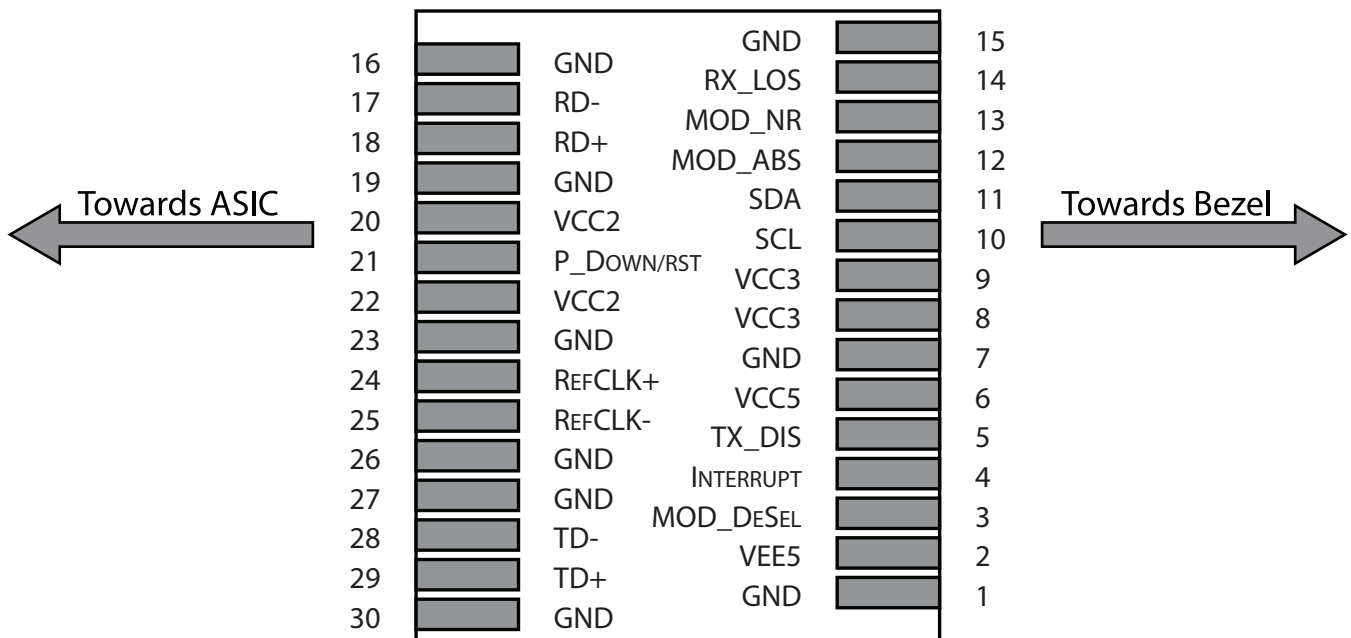 GND 15
16 GND
RX_LOS 14
17 RD-
MOD_NR 13
18 RD+
MOD_ABS 12
19 GND
SDA 11
Towards ASIC
Towards Bezel
20 VCC2
SCL 10
21 P_DOWN/RST
VCC3 9
22 VCC2
VCC3 8
23 GND
GND 7
24 REFCLK+
VCC5 6
25 REFCLK-
TX_DIS 5
26 GND
INTERRUPT 4
27 GND
MOD_DESEL 3
28 TD-
VEE5 2
29 TD+
GND 1
30 GND